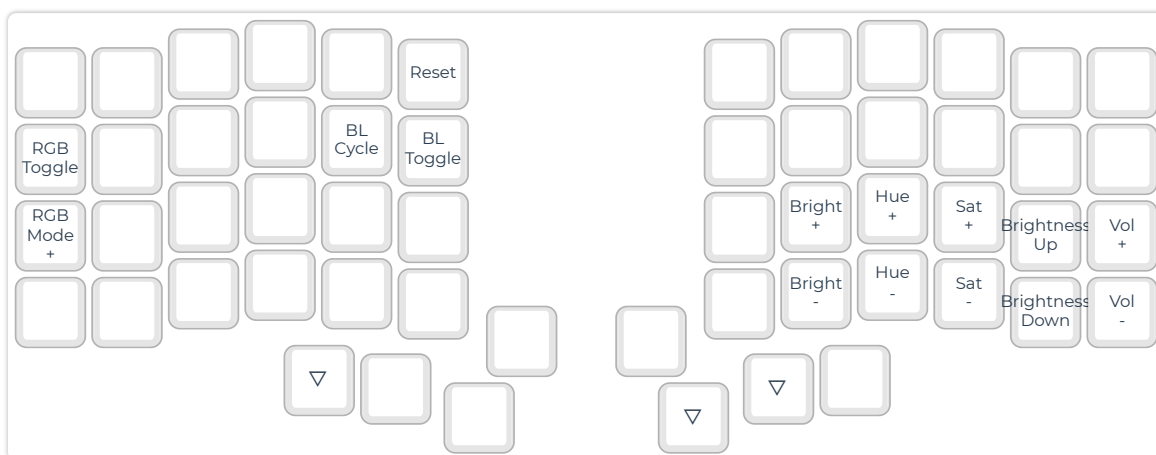 Reset
RGB
Toggle
BL
Cycle
BL
Toggle
RGB
Mode
+
Bright
+
Hue
+
Sat
+
Brightness
Up
Vol
+
Bright
-
Hue
-
Sat
-
Brightness
Down
Vol
-
▽
▽
▽